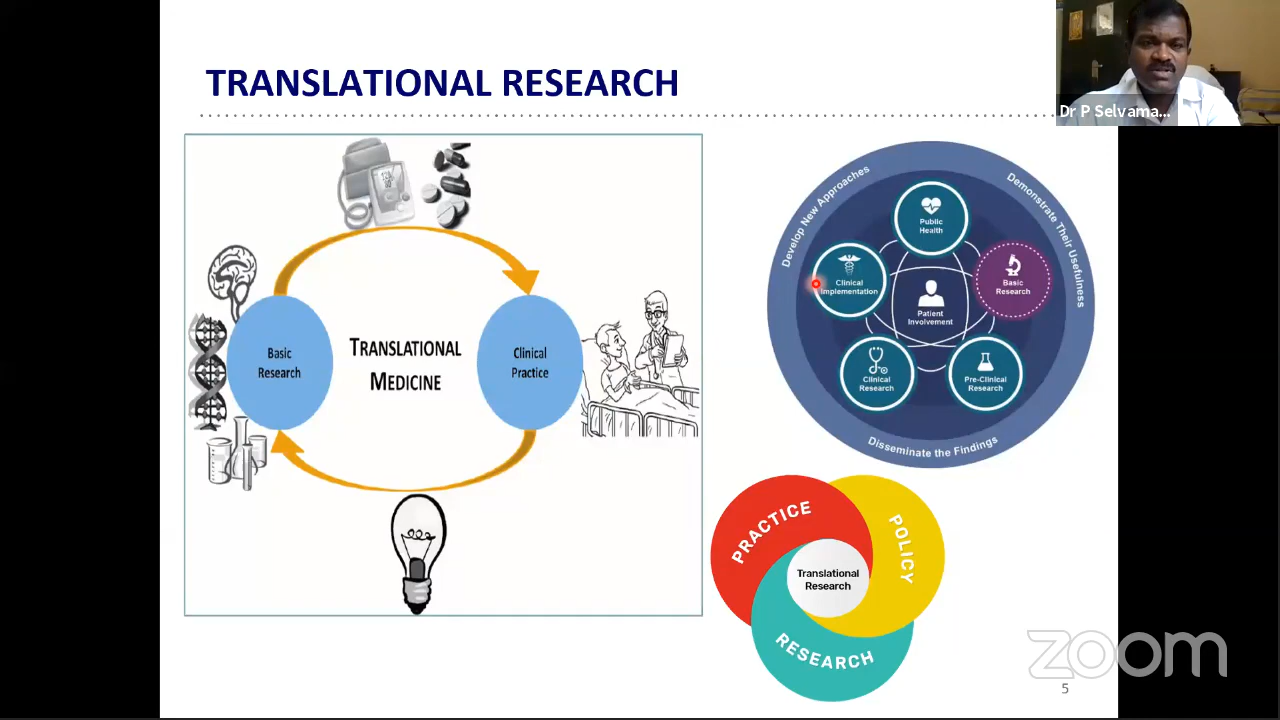 TRANSLATIONAL RESEARCH
Dr P Selvama...
Basic
Research
TRANSLATIONAL
MEDICINE
Clinical
Practice
Develop New Approaches
Demonstrate Their Usefulness
Disseminate the Findings
Public
Health
Clinical
Implementation
Basic
Research
Patient
Involvement
Clinical
Research
Pre-Clinical
Research
PRACTICE
POLICY
Translational
Research
RESEARCH
zoom
5